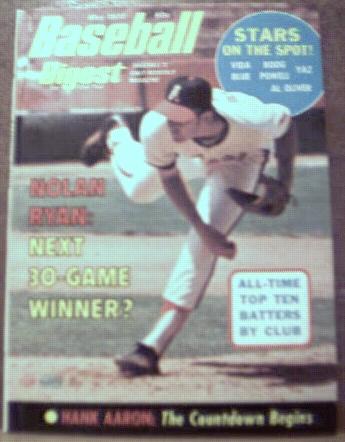 Baseball
Digest
STARS
ON THE SPOT!
VIDA BOOG YAZ
BLUE POWELL
AL OLIVER
NOLAN
RYAN:
NEXT
30-GAME
WINNER?
ALL-TIME
TOP TEN
BATTERS
BY CLUB
HANK AARON: The Countdown Begins